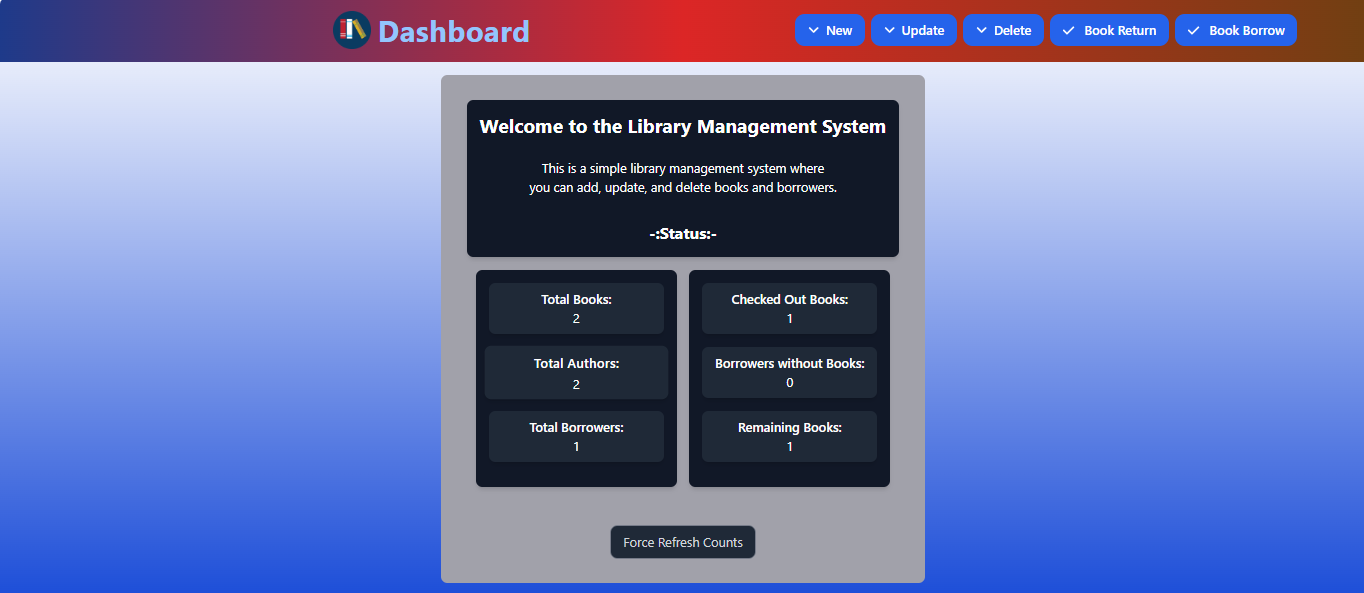 Dashboard
New
Update
Delete
Book Return
Book Borrow
Welcome to the Library Management System
This is a simple library management system where
you can add, update, and delete books and borrowers.
-:Status:-
Total Books:
2
Total Authors:
2
Total Borrowers:
1
Checked Out Books:
1
Borrowers without Books:
0
Remaining Books:
1
Force Refresh Counts